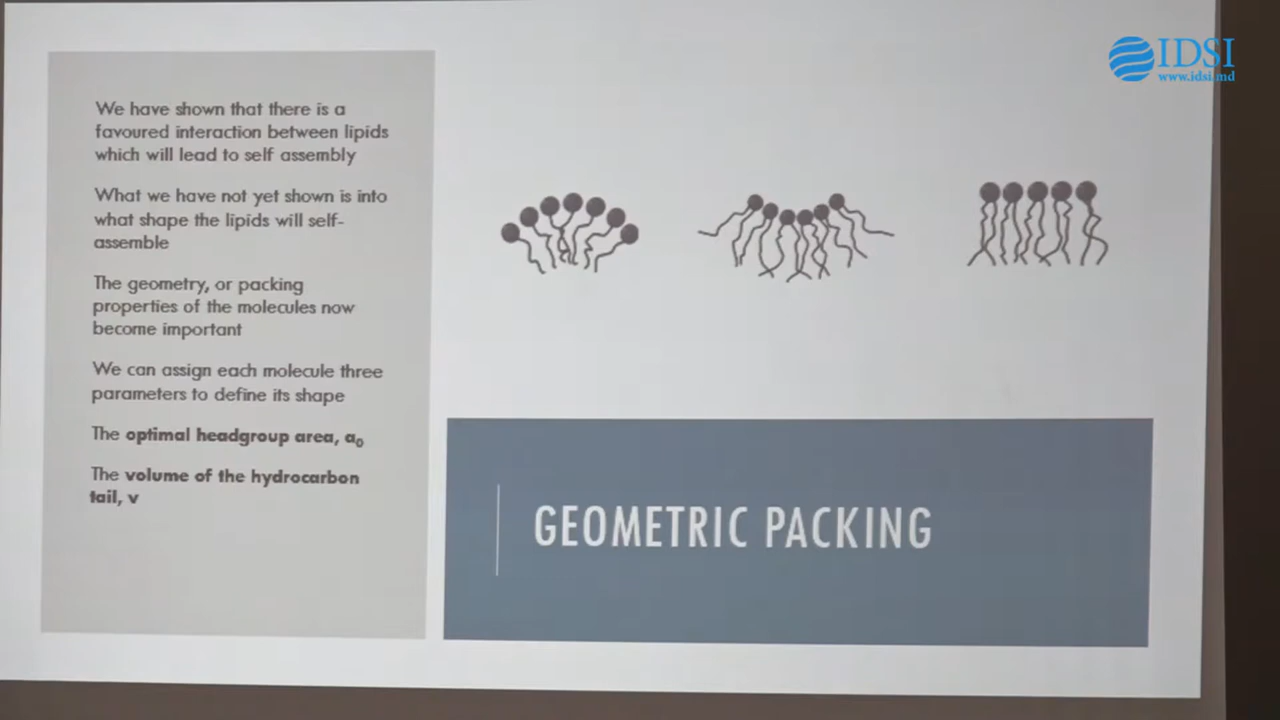 IDSI
www.idsi.md
We have shown that there is a
favoured interaction between lipids
which will lead to self assembly
What we have not yet shown is into
what shape the lipids will self-
assemble
The geometry, or packing
properties of the molecules now
become important
We can assign each molecule three
parameters to define its shape
The optimal headgroup area, a₀
The volume of the hydrocarbon
tail, v
GEOMETRIC PACKING